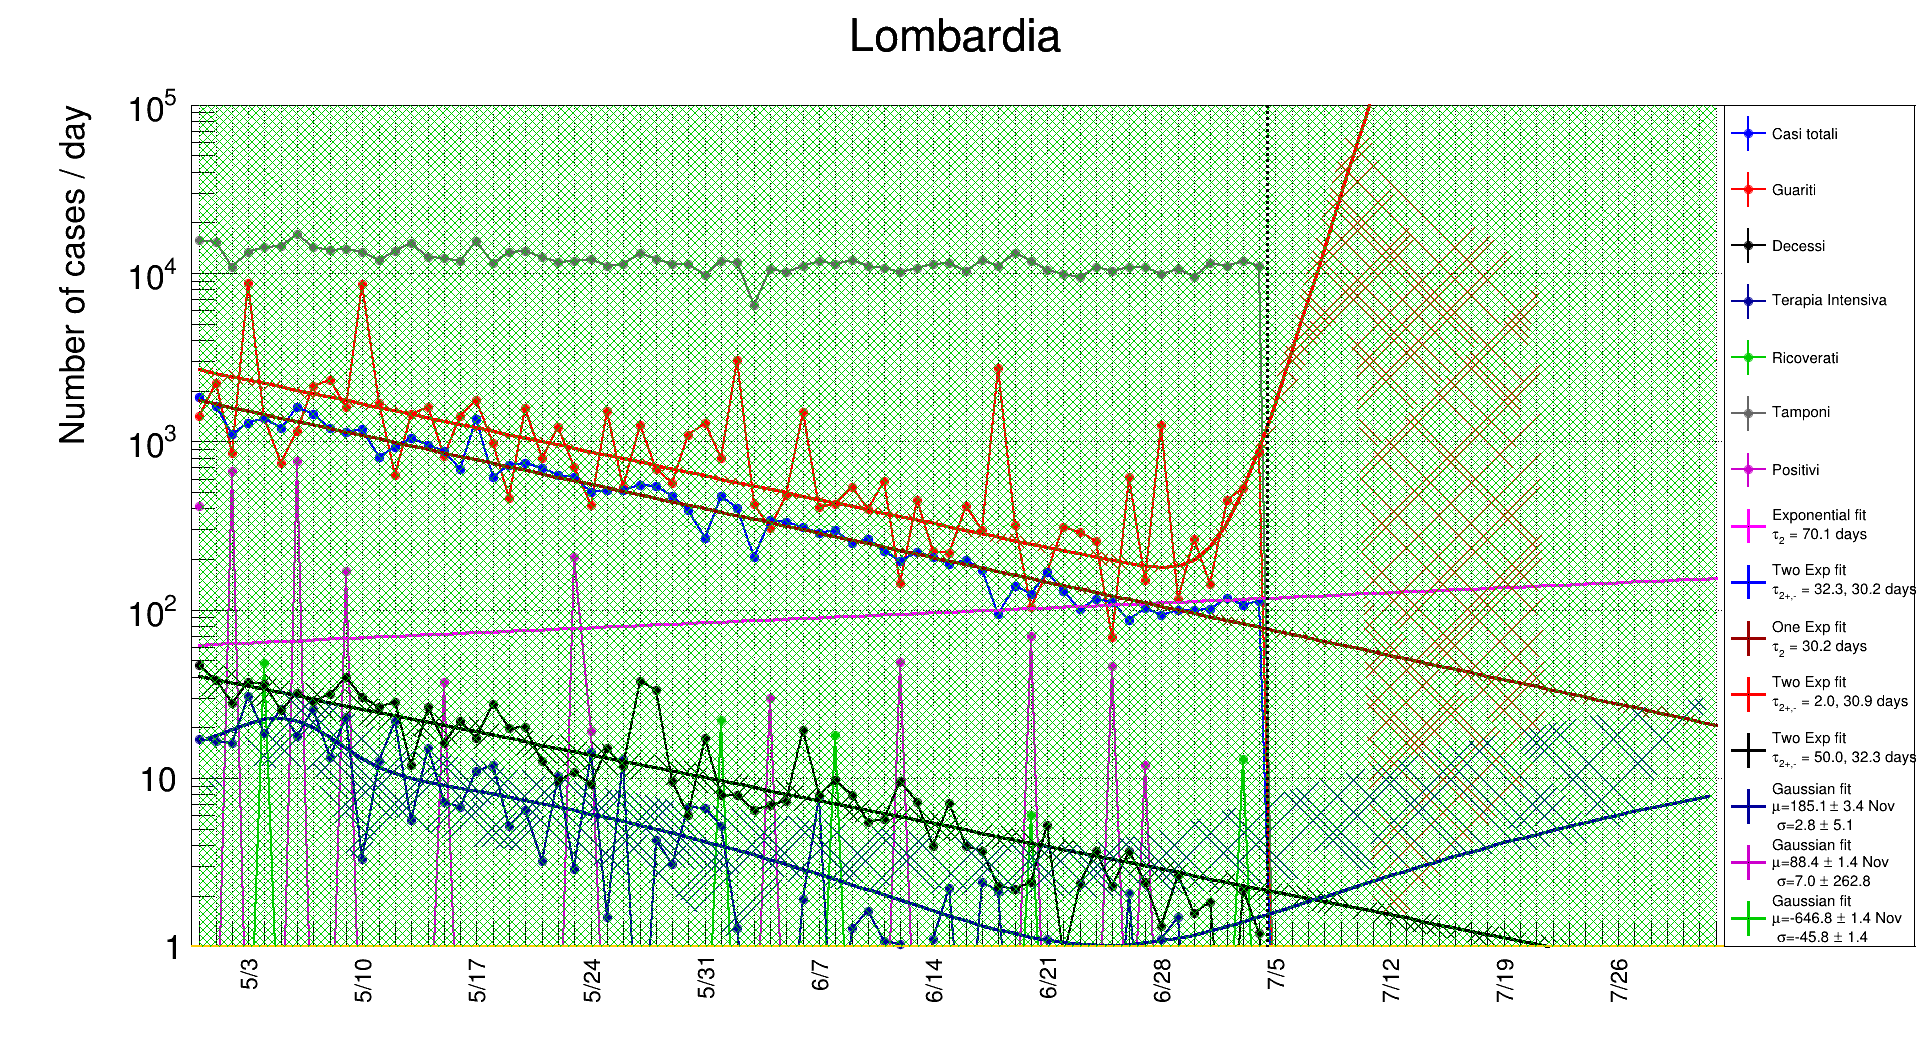 Lombardia
Number of cases / day
10^5
10^4
10^3
10^2
10
1
5/3
5/10
5/17
5/24
5/31
6/7
6/14
6/21
6/28
7/5
7/12
7/19
7/26
Casi totali
Guariti
Decessi
Terapia Intensiva
Ricoverati
Tamponi
Positivi
Exponential fit
τ2 = 70.1 days
Two Exp fit
τ2+,- = 32.3, 30.2 days
One Exp fit
τ2 = 30.2 days
Two Exp fit
τ2+,- = 2.0, 30.9 days
Two Exp fit
τ2+,- = 50.0, 32.3 days
Gaussian fit
μ=185.1 ± 3.4 Nov
σ=2.8 ± 5.1
Gaussian fit
μ=88.4 ± 1.4 Nov
σ=7.0 ± 262.8
Gaussian fit
μ=-646.8 ± 1.4 Nov
σ=-45.8 ± 1.4